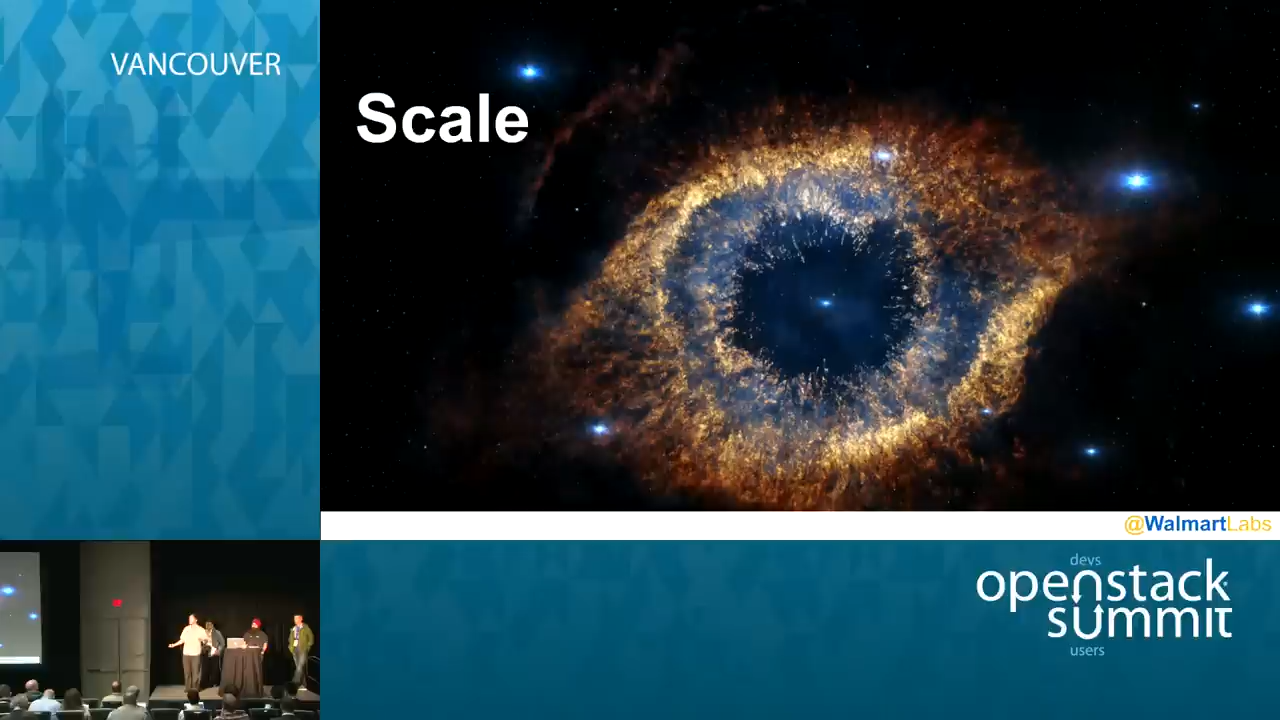 VANCOUVER
Scale
@WalmartLabs
devs
openstack
summit
users